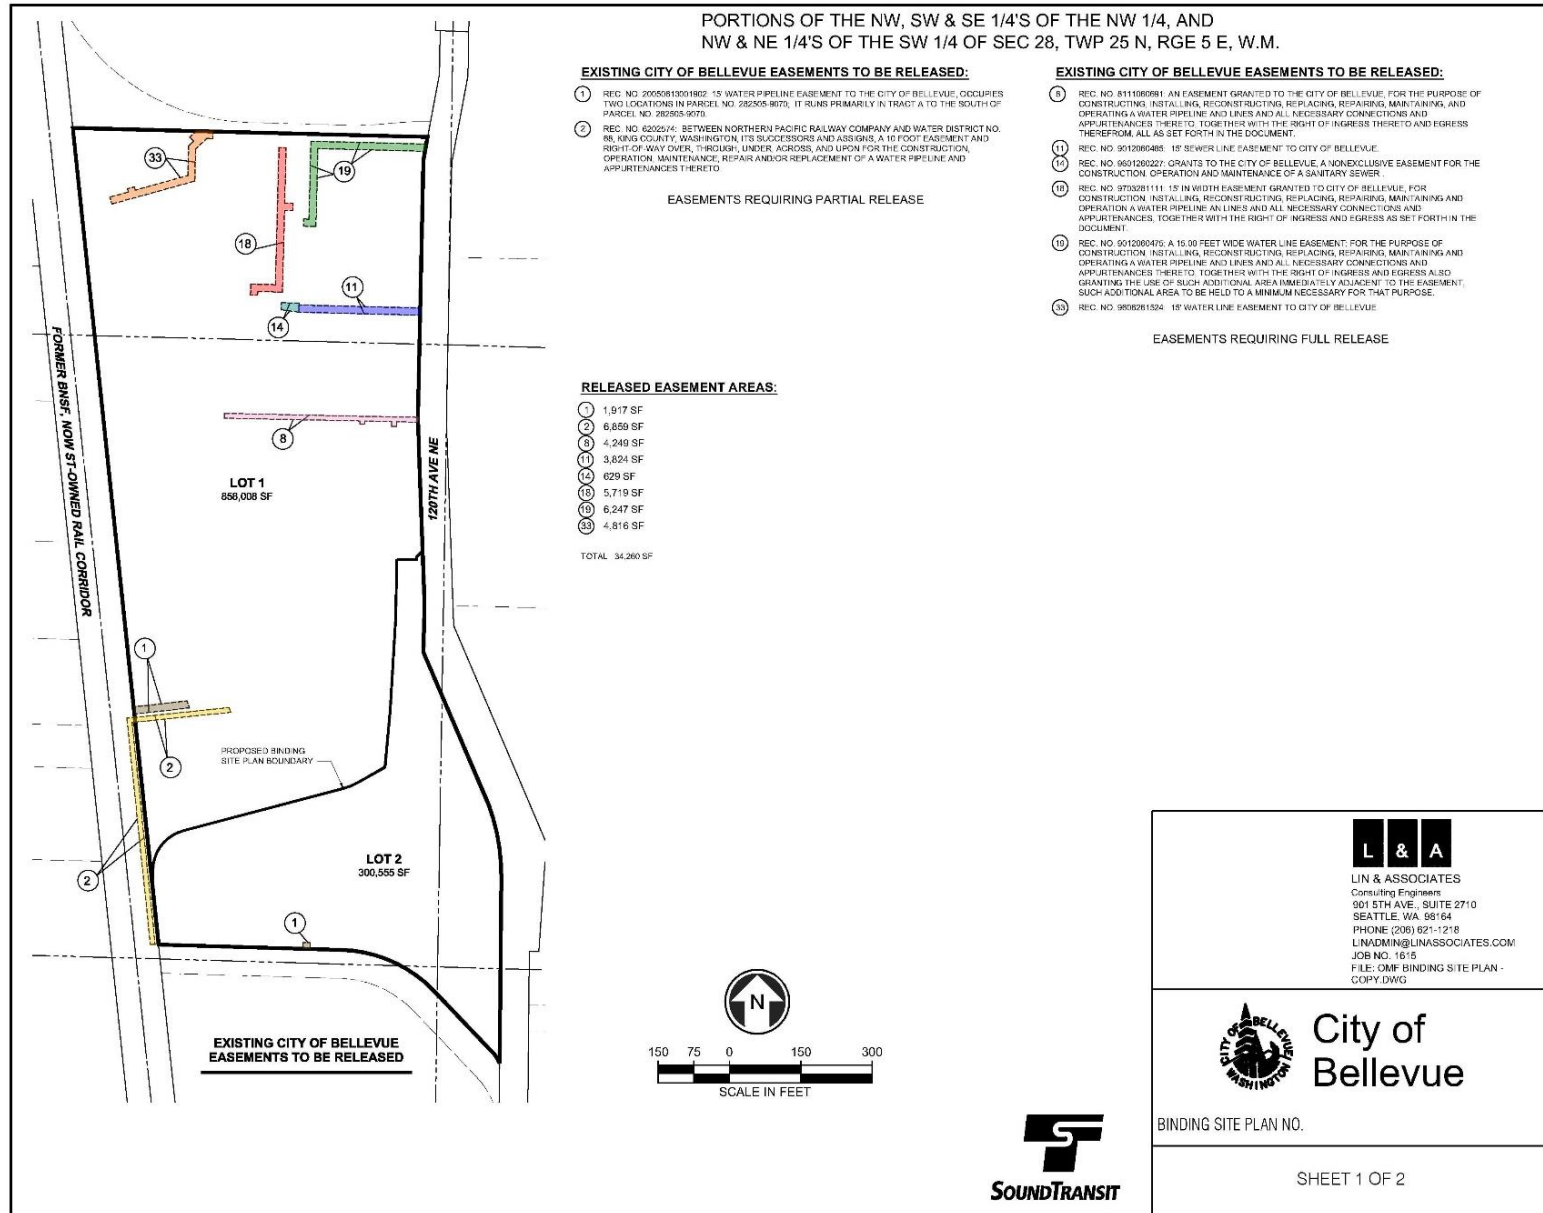 PORTIONS OF THE NW, SW & SE 1/4'S OF THE NW 1/4, AND
NW & NE 1/4'S OF THE SW 1/4 OF SEC 28, TWP 25 N, RGE 5 E, W.M.
EXISTING CITY OF BELLEVUE EASEMENTS TO BE RELEASED:
1 REC. NO. 20050613001902: 15' WATER PIPELINE EASEMENT TO THE CITY OF BELLEVUE, OCCUPIES
TWO LOCATIONS IN PARCEL NO. 282505-9070; IT RUNS PRIMARILY IN TRACT A TO THE SOUTH OF
PARCEL NO. 282505-9070.
2 REC. NO. 6202574: BETWEEN NORTHERN PACIFIC RAILWAY COMPANY AND WATER DISTRICT NO.
68, KING COUNTY, WASHINGTON, ITS SUCCESSORS AND ASSIGNS, A 10 FOOT EASEMENT AND
RIGHT-OF-WAY OVER, THROUGH, UNDER, ACROSS, AND UPON FOR THE CONSTRUCTION,
OPERATION, MAINTENANCE, REPAIR AND/OR REPLACEMENT OF A WATER PIPELINE AND
APPURTENANCES THERETO
EASEMENTS REQUIRING PARTIAL RELEASE
EXISTING CITY OF BELLEVUE EASEMENTS TO BE RELEASED:
8 REC. NO. 8111060691: AN EASEMENT GRANTED TO THE CITY OF BELLEVUE, FOR THE PURPOSE OF
CONSTRUCTING, INSTALLING, RECONSTRUCTING, REPLACING, REPAIRING, MAINTAINING, AND
OPERATING A WATER PIPELINE AND LINES AND ALL NECESSARY CONNECTIONS AND
APPURTENANCES THERETO, TOGETHER WITH THE RIGHT OF INGRESS THERETO AND EGRESS
THEREFROM, ALL AS SET FORTH IN THE DOCUMENT.
11 REC. NO. 9012060485: 15' SEWER LINE EASEMENT TO CITY OF BELLEVUE.
14 REC. NO. 9601260227: GRANTS TO THE CITY OF BELLEVUE, A NONEXCLUSIVE EASEMENT FOR THE
CONSTRUCTION, OPERATION AND MAINTENANCE OF A SANITARY SEWER .
18 REC. NO. 9703281111: 15' IN WIDTH EASEMENT GRANTED TO CITY OF BELLEVUE, FOR
CONSTRUCTION, INSTALLING, RECONSTRUCTING, REPLACING, REPAIRING, MAINTAINING AND
OPERATION A WATER PIPELINE AN LINES AND ALL NECESSARY CONNECTIONS AND
APPURTENANCES, TOGETHER WITH THE RIGHT OF INGRESS AND EGRESS AS SET FORTH IN THE
DOCUMENT.
19 REC. NO. 9012060475: A 15.00 FEET WIDE WATER LINE EASEMENT; FOR THE PURPOSE OF
CONSTRUCTION, INSTALLING, RECONSTRUCTING, REPLACING, REPAIRING, MAINTAINING AND
OPERATING A WATER PIPELINE AND LINES AND ALL NECESSARY CONNECTIONS AND
APPURTENANCES THERETO, TOGETHER WITH THE RIGHT OF INGRESS AND EGRESS ALSO
GRANTING THE USE OF SUCH ADDITIONAL AREA IMMEDIATELY ADJACENT TO THE EASEMENT,
SUCH ADDITIONAL AREA TO BE HELD TO A MINIMUM NECESSARY FOR THAT PURPOSE.
33 REC. NO. 9606261524: 15' WATER LINE EASEMENT TO CITY OF BELLEVUE
EASEMENTS REQUIRING FULL RELEASE
RELEASED EASEMENT AREAS:
1 1,917 SF
2 6,859 SF
8 4,249 SF
11 3,824 SF
14 629 SF
18 5,719 SF
19 6,247 SF
33 4,816 SF
TOTAL 34,260 SF
33
19
18
11
14
8
FORMER BNSF, NOW ST-OWNED RAIL CORRIDOR
120TH AVE NE
LOT 1
858,008 SF
1
2
PROPOSED BINDING
SITE PLAN BOUNDARY
2
LOT 2
300,555 SF
1
EXISTING CITY OF BELLEVUE
EASEMENTS TO BE RELEASED
N
150 75 0 150 300
SCALE IN FEET
SOUNDTRANSIT
L & A
LIN & ASSOCIATES
Consulting Engineers
901 5TH AVE., SUITE 2710
SEATTLE, WA. 98164
PHONE (206) 621-1218
LINADMIN@LINASSOCIATES.COM
JOB NO. 1615
FILE: OMF BINDING SITE PLAN -
COPY.DWG
CITY OF BELLEVUE
WASHINGTON
City of
Bellevue
BINDING SITE PLAN NO.
SHEET 1 OF 2